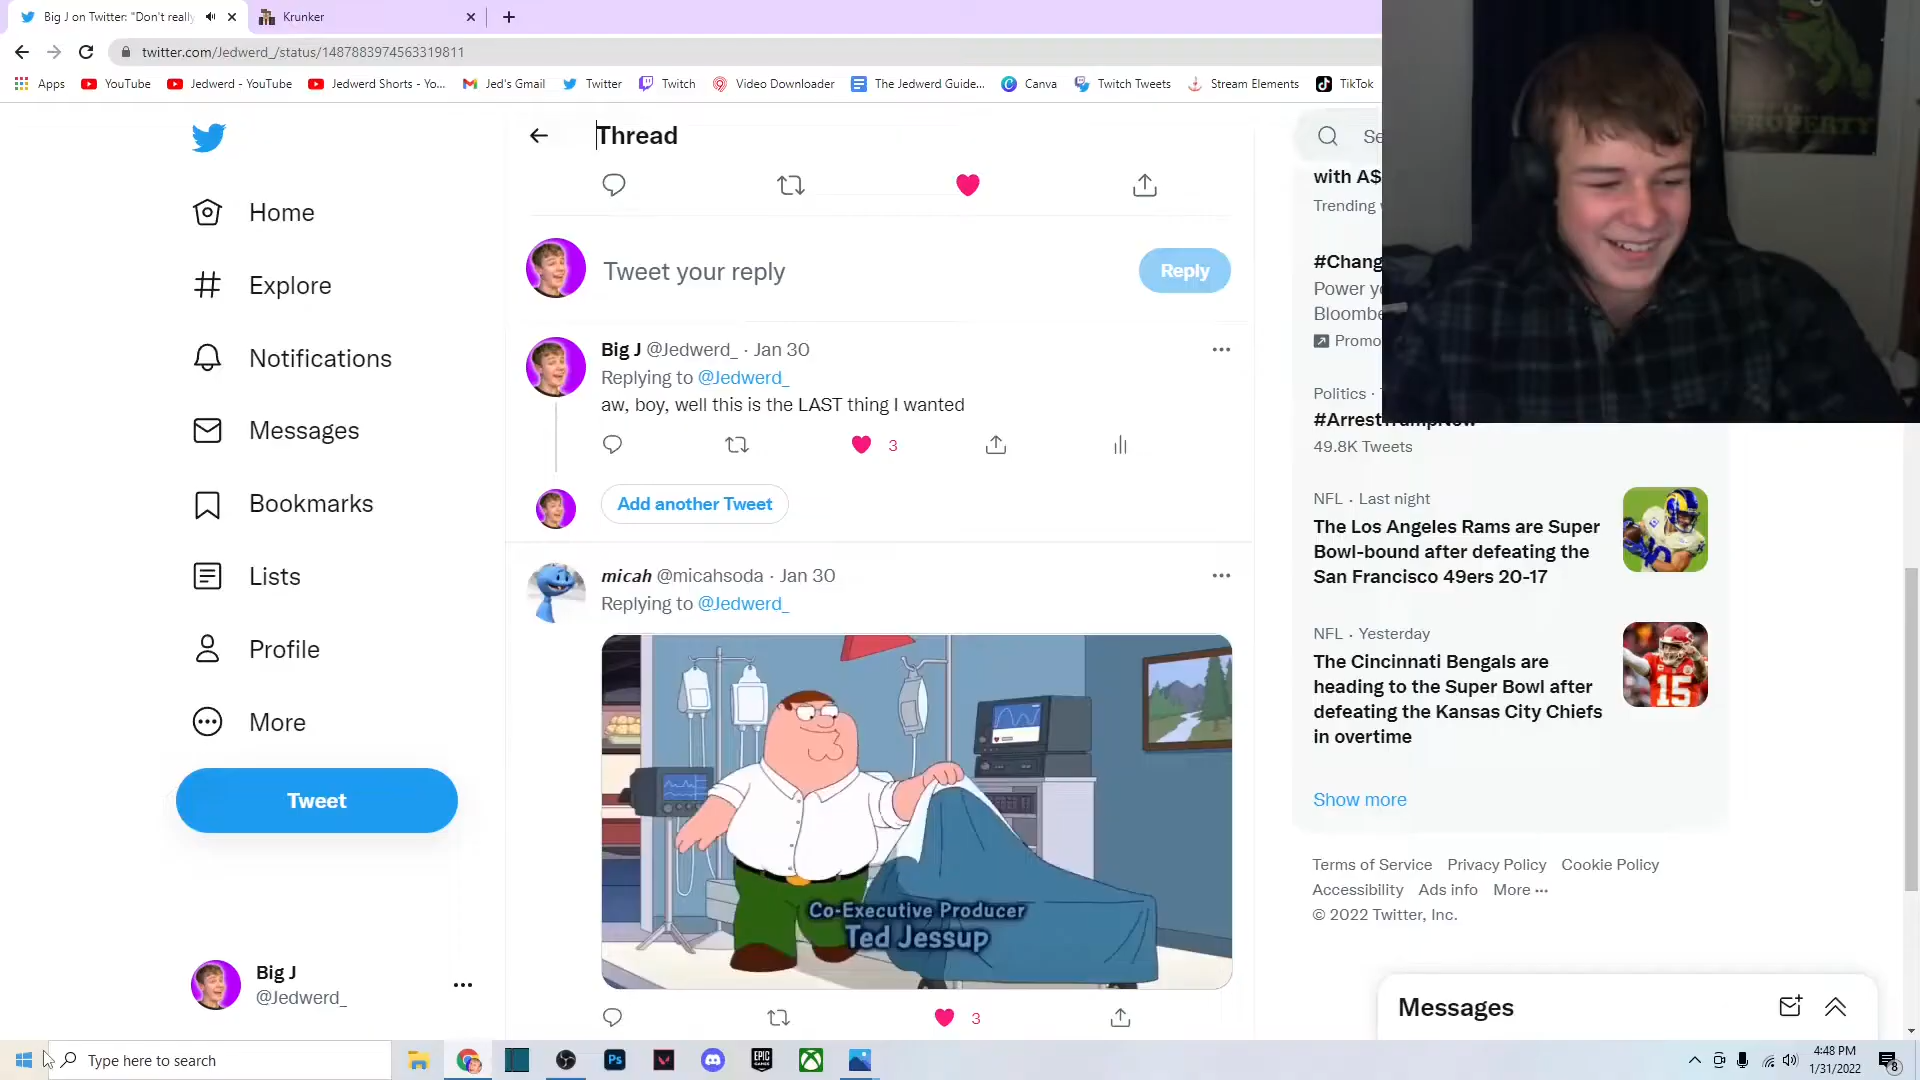 Big J on Twitter: "Don't really
Krunker
twitter.com/Jedwerd_/status/1487883974563319811
Apps
YouTube
Jedwerd - YouTube
Jedwerd Shorts - Yo...
Jed's Gmail
Twitter
Twitch
Video Downloader
The Jedwerd Guide...
Canva
Twitch Tweets
Stream Elements
TikTok
Home
Explore
Notifications
Messages
Bookmarks
Lists
Profile
More
Tweet
Big J
@Jedwerd_
Thread
Tweet your reply
Reply
Big J @Jedwerd_ · Jan 30
Replying to @Jedwerd_
aw, boy, well this is the LAST thing I wanted
3
Add another Tweet
micah @micahsoda · Jan 30
Replying to @Jedwerd_
Co-Executive Producer
Ted Jessup
3
with A$
Trending
#Chang
Power
Bloombe
Promo
Politics ·
49.8K Tweets
NFL · Last night
The Los Angeles Rams are Super
Bowl-bound after defeating the
San Francisco 49ers 20-17
NFL · Yesterday
The Cincinnati Bengals are
heading to the Super Bowl after
defeating the Kansas City Chiefs
in overtime
15
Show more
Terms of Service Privacy Policy Cookie Policy
Accessibility Ads info More ···
© 2022 Twitter, Inc.
Messages
PROPERTY
Type here to search
Ps
EPIC
GAMES
4:48 PM
1/31/2022
8